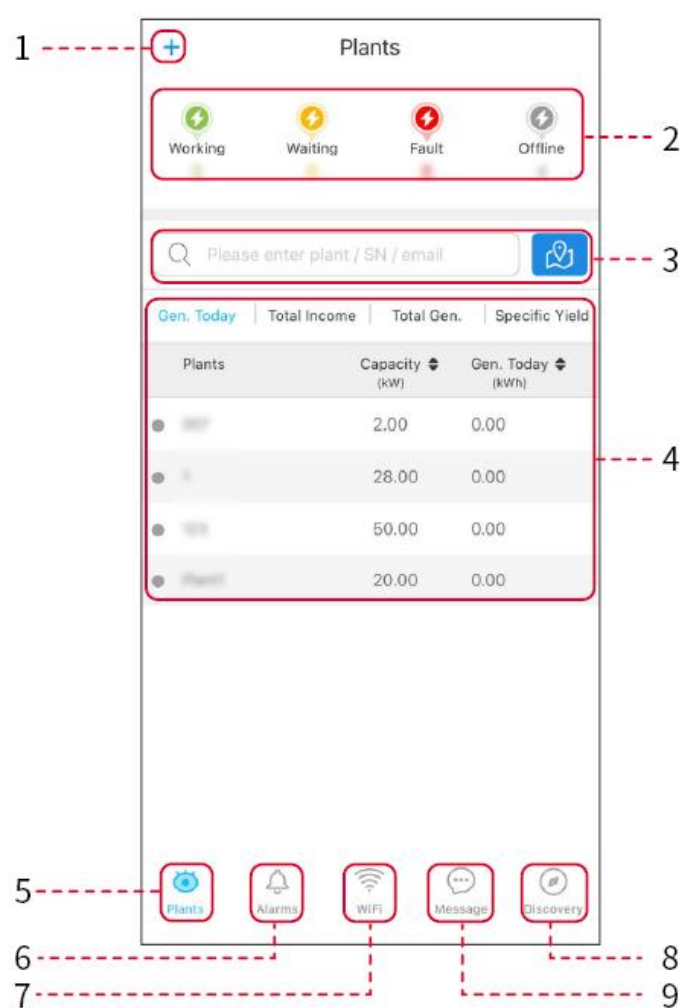 1
+
Plants
Working Waiting Fault Offline
2
Please enter plant / SN / email
3
Gen. Today Total Income Total Gen. Specific Yield
Plants Capacity Gen. Today
(kW) (kWh)
2.00 0.00
28.00 0.00
4
50.00 0.00
20.00 0.00
5
Plants Alarms WiFi Message Discovery
6
8
7
9